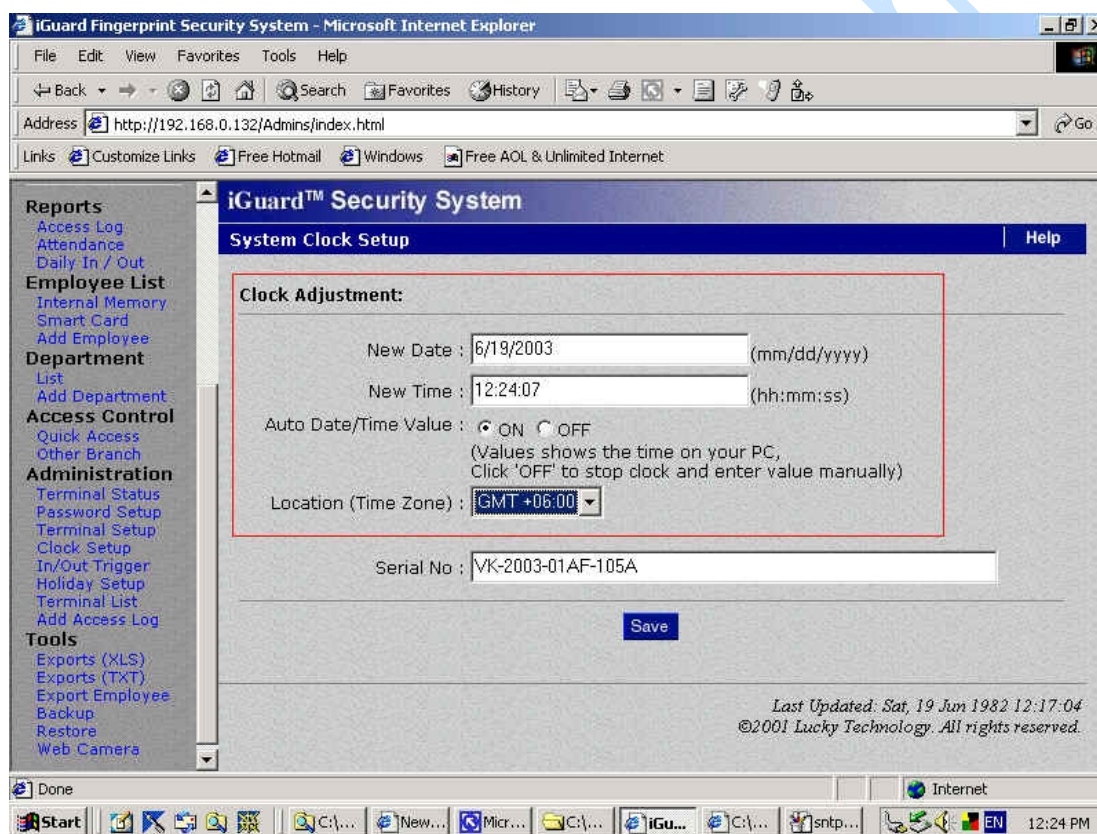 iGuard Fingerprint Security System - Microsoft Internet Explorer
File Edit View Favorites Tools Help
Back Search Favorites History
Address http://192.168.0.132/Admins/index.html Go
Links Customize Links Free Hotmail Windows Free AOL & Unlimited Internet
Reports
Access Log
Attendance
Daily In / Out
Employee List
Internal Memory
Smart Card
Add Employee
Department
List
Add Department
Access Control
Quick Access
Other Branch
Administration
Terminal Status
Password Setup
Terminal Setup
Clock Setup
In/Out Trigger
Holiday Setup
Terminal List
Add Access Log
Tools
Exports (XLS)
Exports (TXT)
Export Employee
Backup
Restore
Web Camera
iGuard™ Security System
System Clock Setup Help
Clock Adjustment:
New Date : 6/19/2003 (mm/dd/yyyy)
New Time : 12:24:07 (hh:mm:ss)
Auto Date/Time Value : ON OFF
(Values shows the time on your PC,
Click 'OFF' to stop clock and enter value manually)
Location (Time Zone) : GMT +06:00
Serial No : VK-2003-01AF-105A
Save
Last Updated: Sat, 19 Jun 1982 12:17:04
©2001 Lucky Technology. All rights reserved.
Done Internet
Start C:\... New... Micr... C:\... iGu... C:\... sntp... EN 12:24 PM